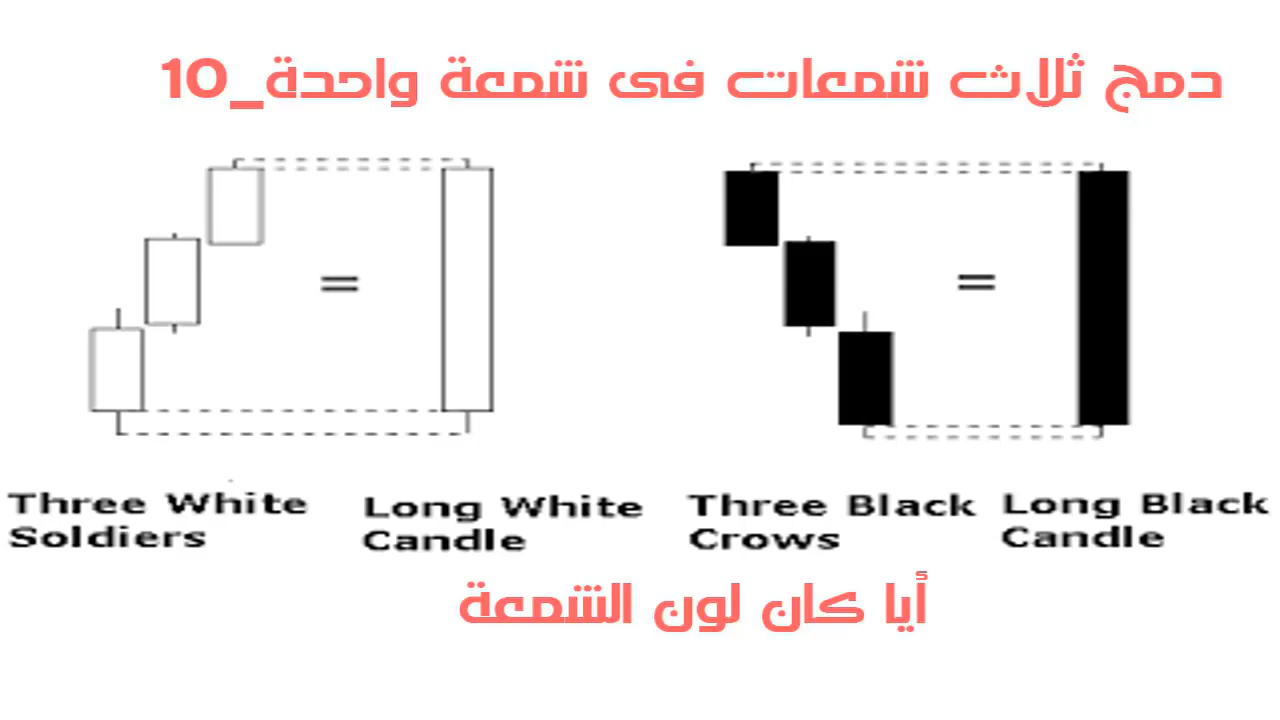 دمج ثلاث شمعات فى شمعة واحدة_10
=
=
Three White
Soldiers
Long White
Candle
Three Black
Crows
Long Black
Candle
أيا كان لون الشمعة